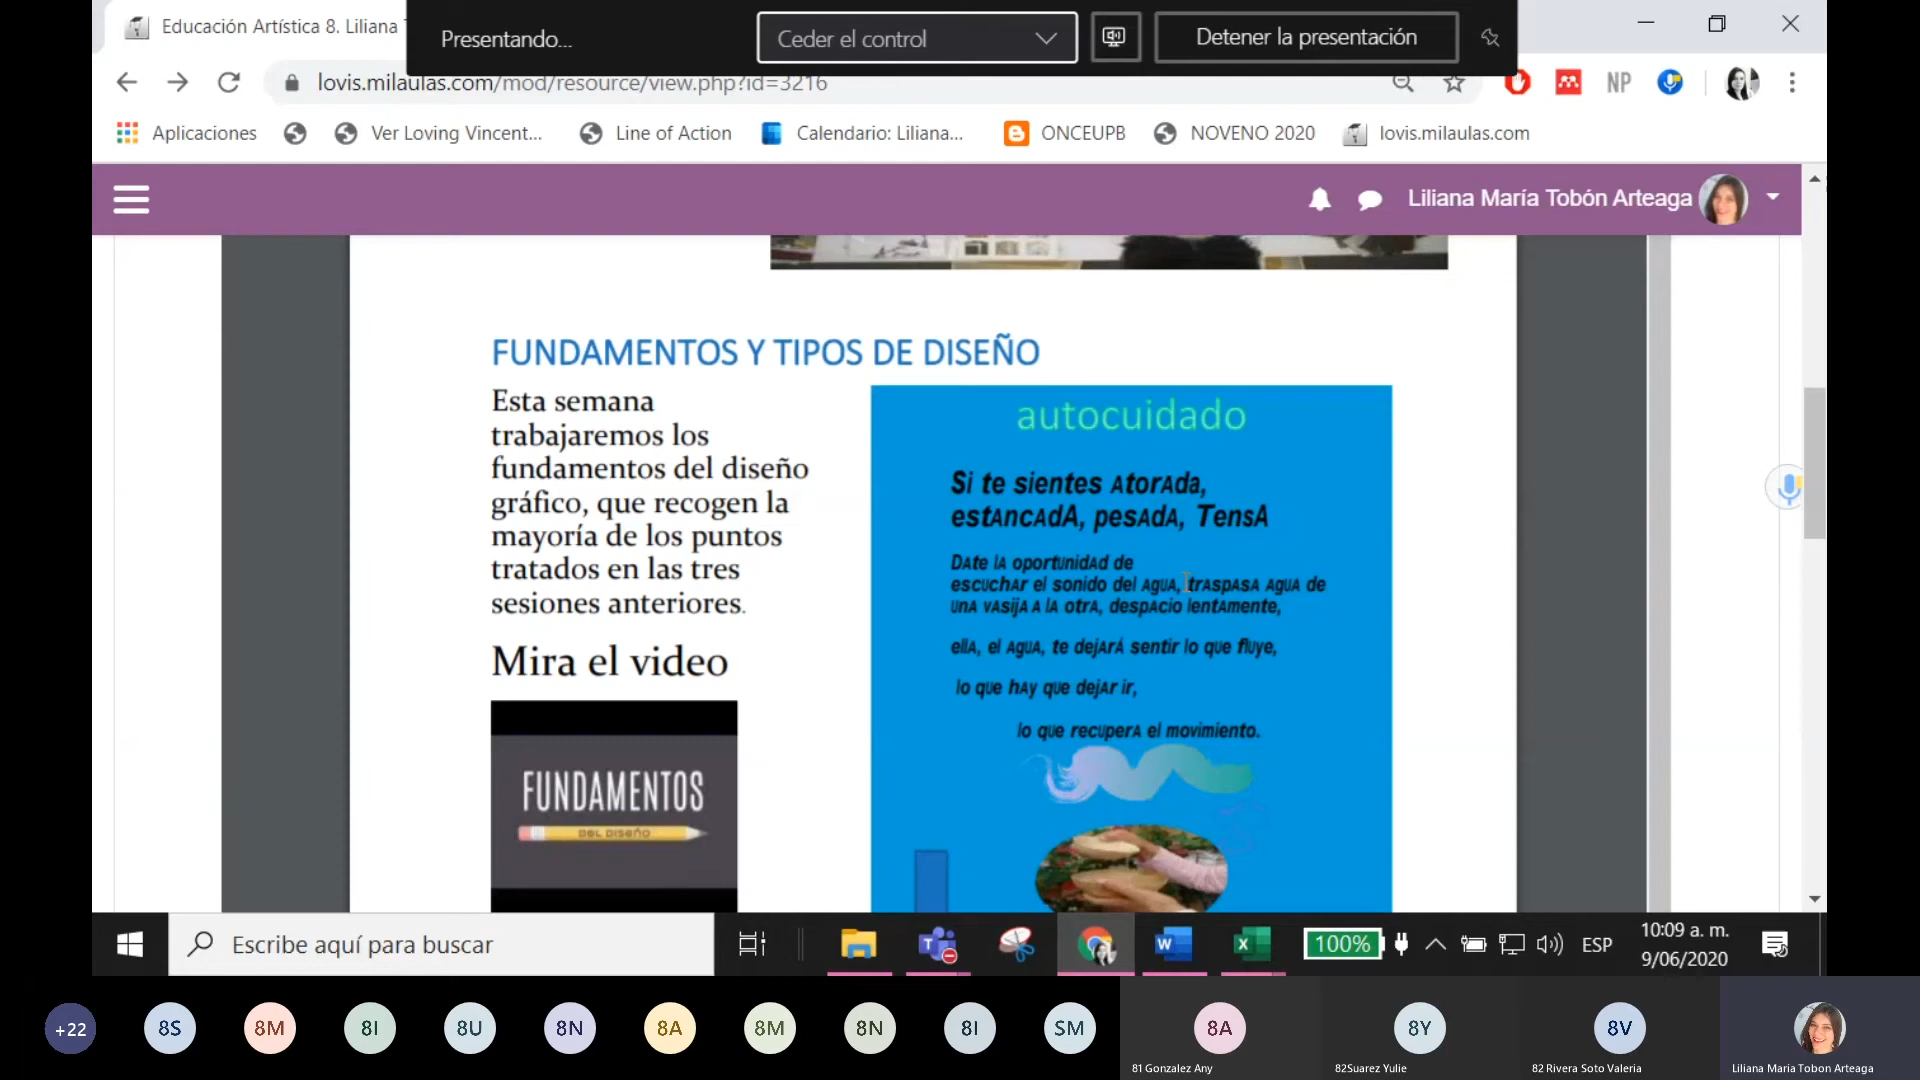 Educación Artística 8. Liliana
Presentando...
Ceder el control
Detener la presentación
lovis.milaulas.com/mod/resource/view.php?id=3216
NP
Aplicaciones
Ver Loving Vincent...
Line of Action
Calendario: Liliana...
ONCEUPB
NOVENO 2020
lovis.milaulas.com
Liliana María Tobón Arteaga
FUNDAMENTOS Y TIPOS DE DISEÑO
Esta semana
trabajaremos los
fundamentos del diseño
gráfico, que recogen la
mayoría de los puntos
tratados en las tres
sesiones anteriores.
Mira el video
FUNDAMENTOS
DEL DISEÑO
autocuidado
Si te sientes AtorAda,
estAncAdA, pesAdA, TensA
DAte lA oportUnidAd de
escUchAr el sonido del AgUA, trAspAsA AgUA de
UnA vAsijA A lA otrA, despAcio lentAmente,
ellA, el AgUA, te dejArÁ sentir lo qUe flUye,
lo qUe hAy que dejAr ir,
lo qUe recUperA el movimiento.
Escribe aquí para buscar
100%
ESP
10:09 a. m.
9/06/2020
+22
8S
8M
8I
8U
8N
8A
8M
8N
8I
SM
8A
8Y
8V
81 Gonzalez Any
82Suarez Yulie
82 Rivera Soto Valeria
Liliana Maria Tobon Arteaga